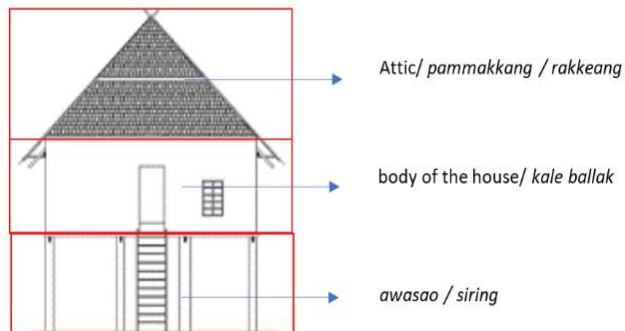 Attic/ pammakkang / rakkeang
body of the house/ kale ballak
awasao / siring